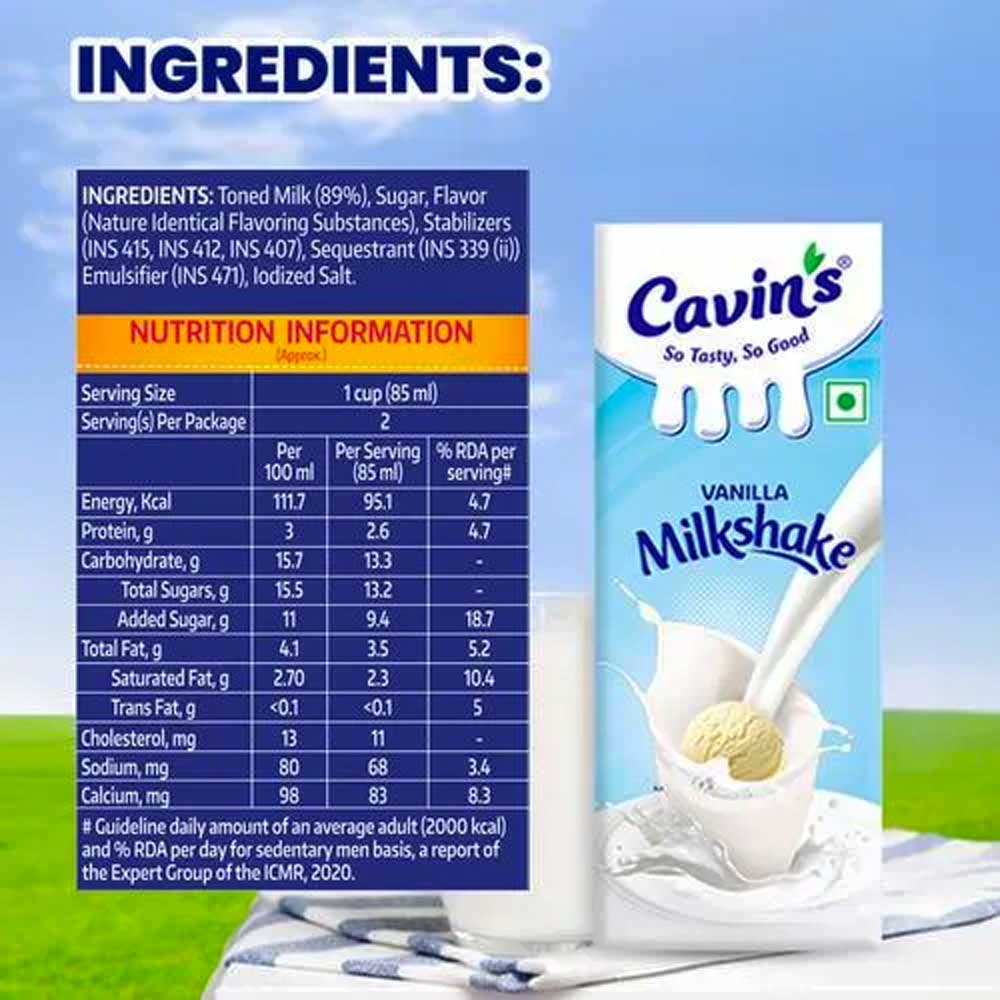 INGREDIENTS:
INGREDIENTS: Toned Milk (89%), Sugar, Flavor
(Nature Identical Flavoring Substances), Stabilizers
(INS 415, INS 412, INS 407), Sequestrant (INS 339 (ii))
Emulsifier (INS 471), Iodized Salt.
NUTRITION INFORMATION
(Approx.)
Serving Size 1 cup (85 ml)
Serving(s) Per Package 2
Per 100 ml Per Serving (85 ml) % RDA per serving#
Energy, Kcal 111.7 95.1 4.7
Protein, g 3 2.6 4.7
Carbohydrate, g 15.7 13.3 -
Total Sugars, g 15.5 13.2 -
Added Sugar, g 11 9.4 18.7
Total Fat, g 4.1 3.5 5.2
Saturated Fat, g 2.70 2.3 10.4
Trans Fat, g <0.1 <0.1 5
Cholesterol, mg 13 11 -
Sodium, mg 80 68 3.4
Calcium, mg 98 83 8.3
# Guideline daily amount of an average adult (2000 kcal)
and % RDA per day for sedentary men basis, a report of
the Expert Group of the ICMR, 2020.
Cavin's®
So Tasty, So Good
VANILLA
Milkshake